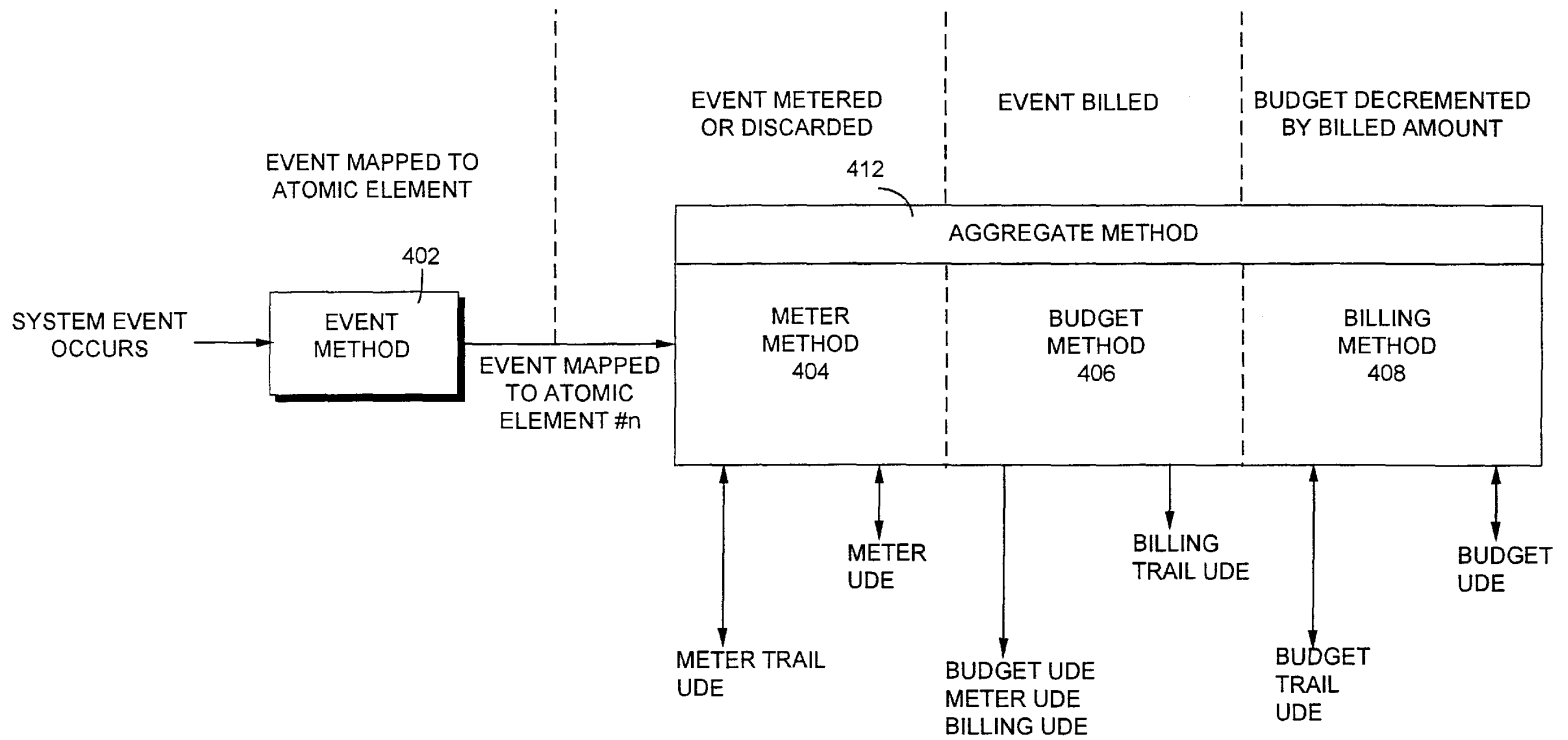 EVENT METERED
OR DISCARDED
EVENT BILLED
BUDGET DECREMENTED
BY BILLED AMOUNT
EVENT MAPPED TO
ATOMIC ELEMENT
412
AGGREGATE METHOD
402
SYSTEM EVENT
OCCURS
EVENT
METHOD
EVENT MAPPED
TO ATOMIC
ELEMENT #n
METER
METHOD
404
BUDGET
METHOD
406
BILLING
METHOD
408
METER
UDE
BILLING
TRAIL UDE
BUDGET
UDE
METER TRAIL
UDE
BUDGET UDE
METER UDE
BILLING UDE
BUDGET
TRAIL
UDE